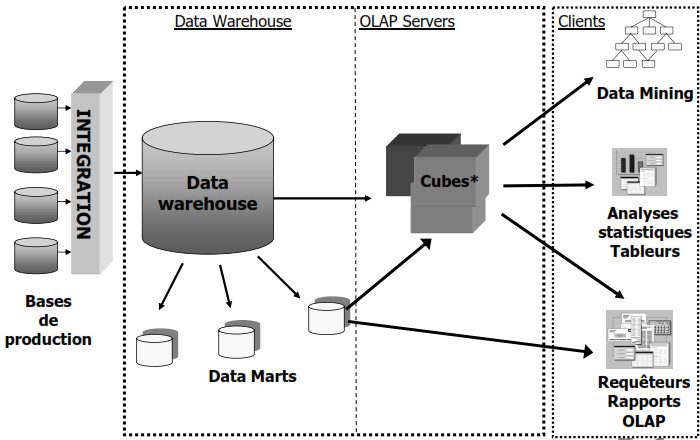 Data Warehouse
OLAP Servers
Clients
INTEGRATION
Data Mining
Data
warehouse
Cubes*
Analyses
statistiques
Tableurs
Bases
de
production
Data Marts
Requêteurs
Rapports
OLAP